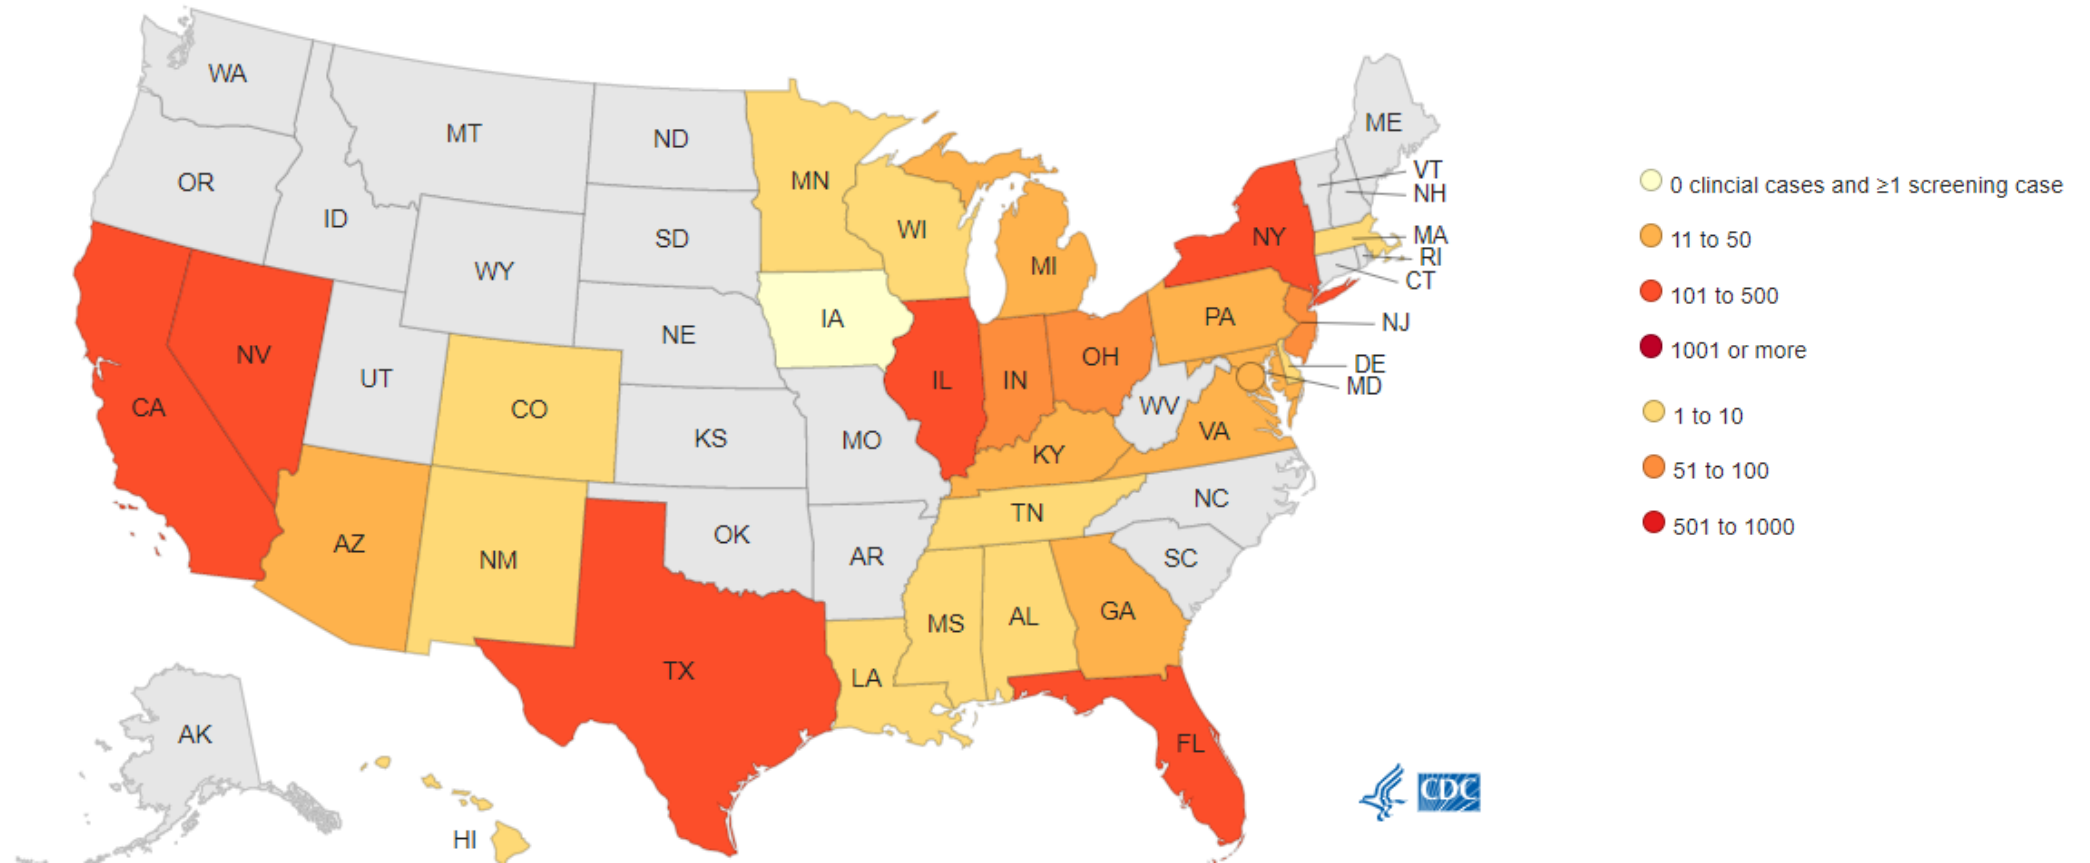 WA
MT
ND
MN
ME
VT
NH
OR
ID
SD
WI
MI
NY
MA
RI
CT
WY
NE
IA
PA
NJ
NV
UT
CO
IL
IN
OH
DE
MD
CA
KS
MO
WV
VA
KY
AZ
NM
OK
AR
TN
NC
SC
MS
AL
GA
TX
LA
FL
AK
HI
CDC
0 clincial cases and ≥1 screening case
11 to 50
101 to 500
1001 or more
1 to 10
51 to 100
501 to 1000